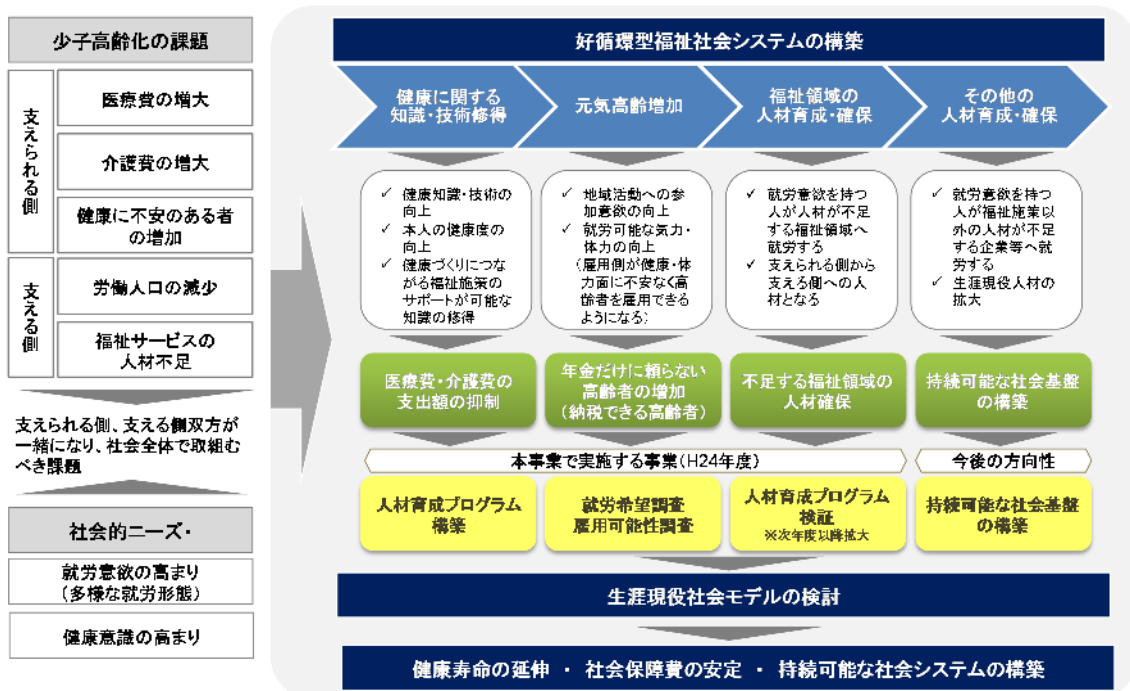 少子高齢化の課題
支えられる側
医療費の増大
介護費の増大
健康に不安のある者
の増加
支える側
労働人口の減少
福祉サービスの
人材不足
支えられる側、支える側双方が
一緒になり、社会全体で取組む
べき課題
社会的ニーズ・
就労意欲の高まり
(多様な就労形態)
健康意識の高まり
好循環型福祉社会システムの構築
健康に関する
知識・技術修得
元気高齢増加
福祉領域の
人材育成・確保
その他の
人材育成・確保
✓ 健康知識・技術の
向上
✓ 本人の健康度の
向上
✓ 健康づくりにつな
がる福祉施策の
サポートが可能な
知識の修得
✓ 地域活動への参
加意欲の向上
✓ 就労可能な気力・
体力の向上
(雇用側が健康・体
力面に不安なく高
齢者を雇用できる
ようになる)
✓ 就労意欲を持つ
人が人材が不足
する福祉領域へ
就労する
✓ 支えられる側から
支える側への人
材となる
✓ 就労意欲を持つ
人が福祉施業以
外の人材が不足
する企業等へ就
労する
✓ 生涯現役人材の
拡大
医療費・介護費の
支出額の抑制
年金だけに頼らない
高齢者の増加
(納税できる高齢者)
不足する福祉領域の
人材確保
持続可能な社会基盤
の構築
本事業で実施する事業(H24年度)
今後の方向性
人材育成プログラム
構築
就労希望調査
雇用可能性調査
人材育成プログラム
検証
※次年度以降拡大
持続可能な社会基盤
の構築
生涯現役社会モデルの検討
健康寿命の延伸 ・ 社会保障費の安定 ・ 持続可能な社会システムの構築